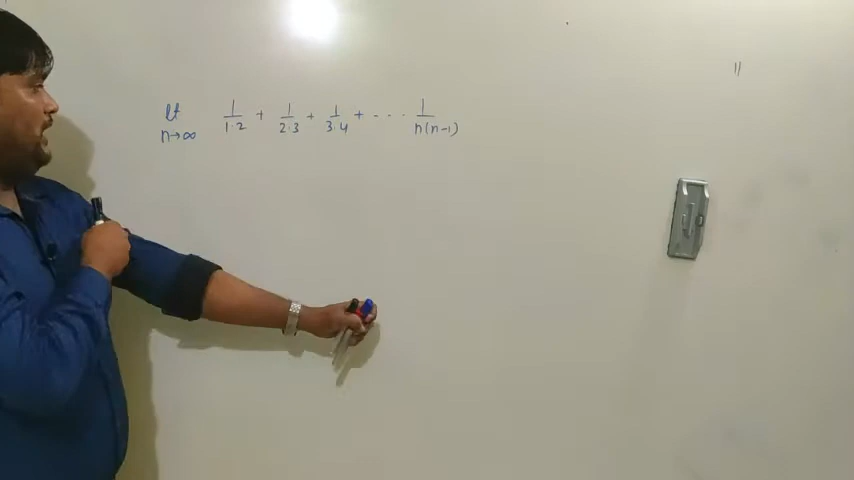 lt n→∞ 1/1·2 + 1/2·3 + 1/3·4 + ... 1/n(n-1)